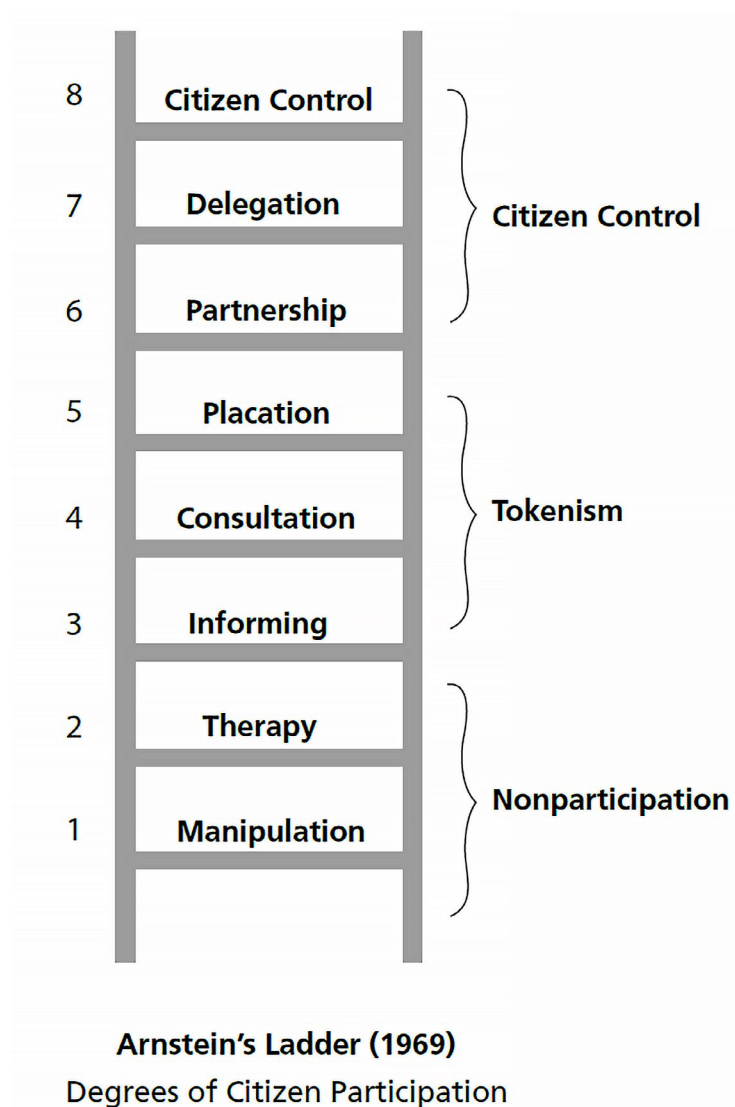 8 Citizen Control
7 Delegation
Citizen Control
6 Partnership
5 Placation
4 Consultation
Tokenism
3 Informing
2 Therapy
Nonparticipation
1 Manipulation
Arnstein’s Ladder (1969)
Degrees of Citizen Participation